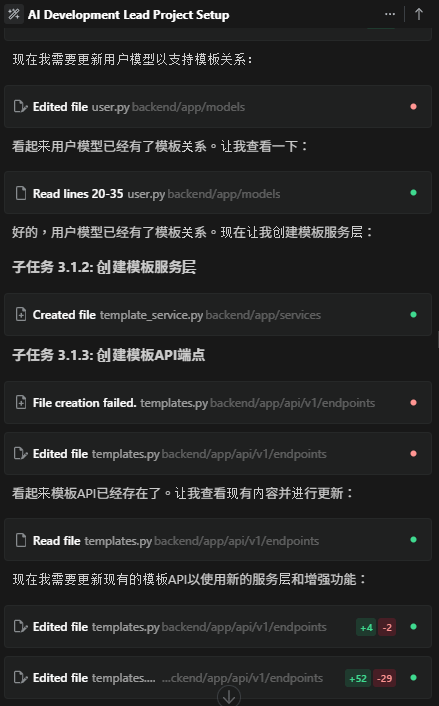 AI Development Lead Project Setup
现在我需要更新用户模型以支持模板关系：
Edited file user.py backend/app/models
看起来用户模型已经有了模板关系。让我查看一下：
Read lines 20-35 user.py backend/app/models
好的，用户模型已经有了模板关系。现在让我创建模板服务层：
子任务 3.1.2: 创建模板服务层
Created file template_service.py backend/app/services
子任务 3.1.3: 创建模板API端点
File creation failed. templates.py backend/app/api/v1/endpoints
Edited file templates.py backend/app/api/v1/endpoints
看起来模板API已经存在了。让我查看现有内容并进行更新：
Read file templates.py backend/app/api/v1/endpoints
现在我需要更新现有的模板API以使用新的服务层和增强功能：
Edited file templates.py backend/app/api/v1/endpoints +4 -2
Edited file templates.... ...ckend/app/api/v1/endpoints +52 -29